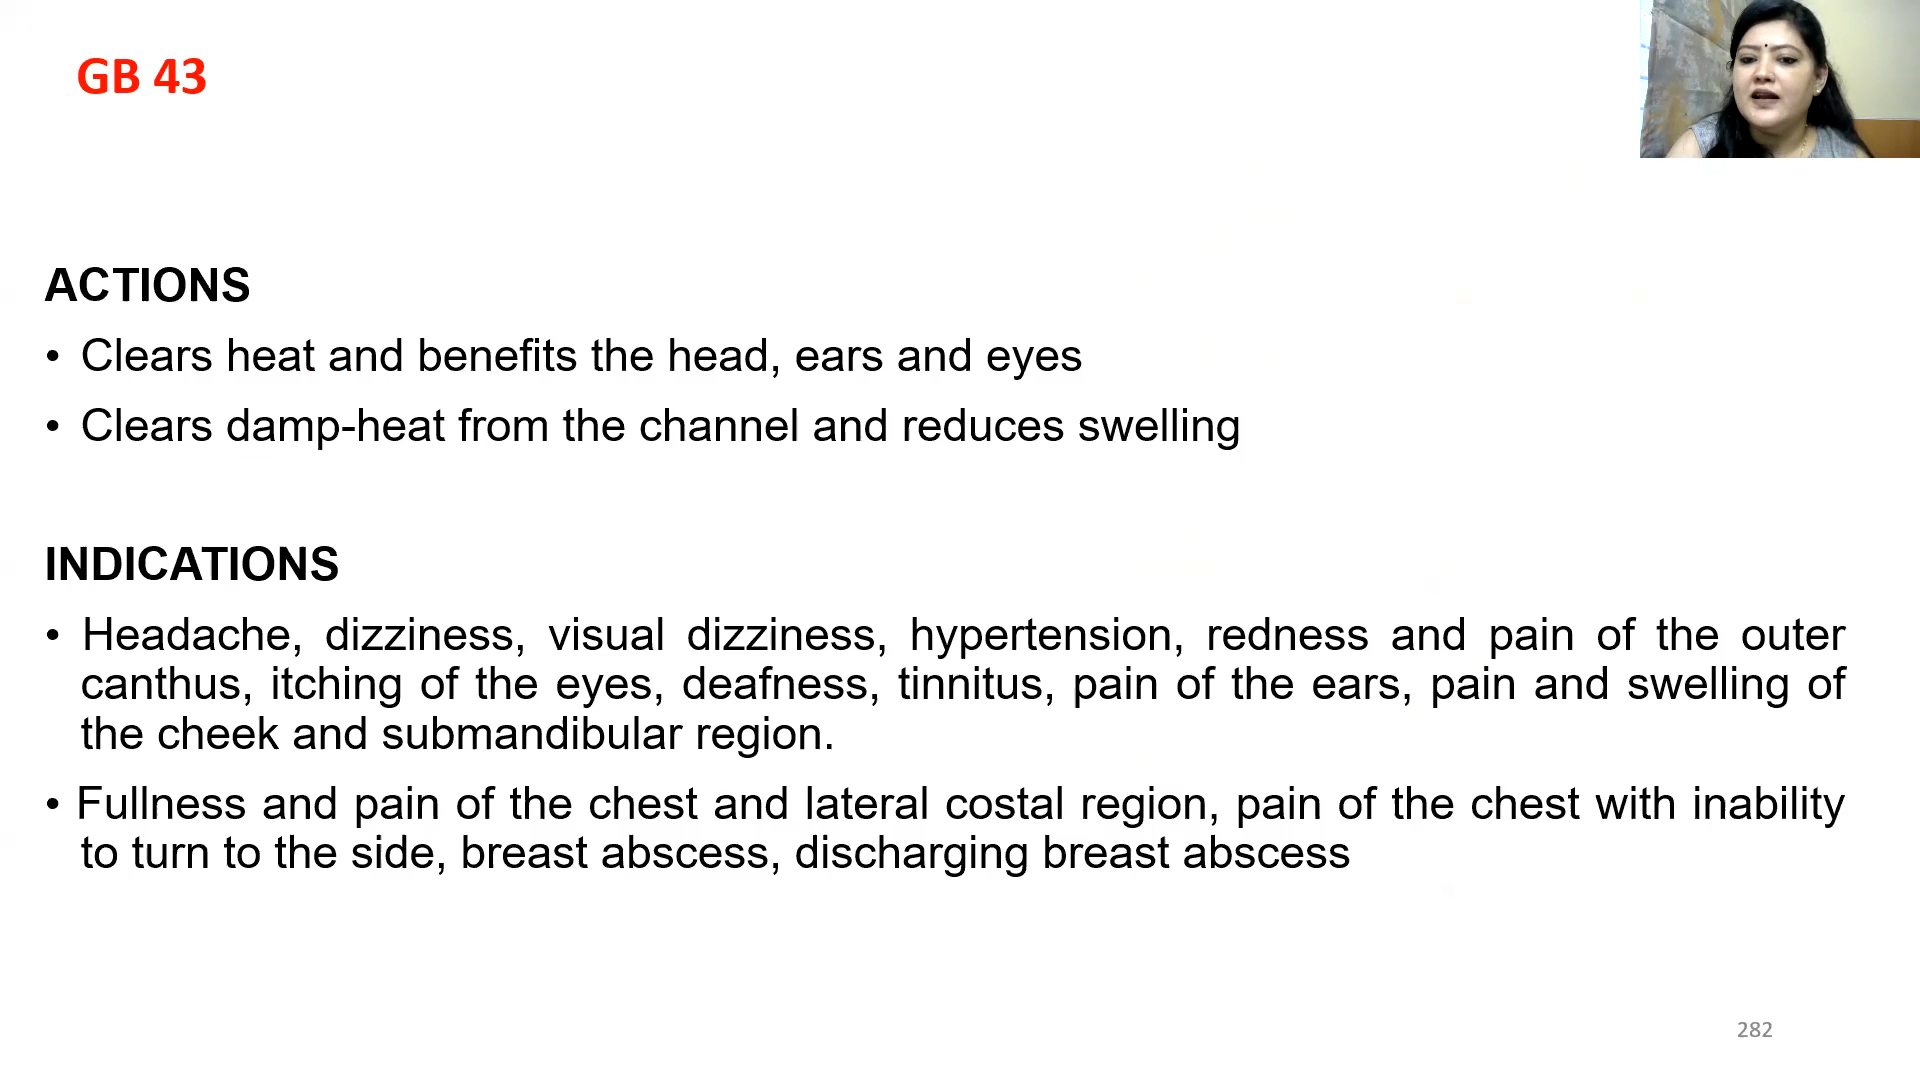 GB 43
ACTIONS
• Clears heat and benefits the head, ears and eyes
• Clears damp-heat from the channel and reduces swelling
INDICATIONS
• Headache, dizziness, visual dizziness, hypertension, redness and pain of the outer
canthus, itching of the eyes, deafness, tinnitus, pain of the ears, pain and swelling of
the cheek and submandibular region.
• Fullness and pain of the chest and lateral costal region, pain of the chest with inability
to turn to the side, breast abscess, discharging breast abscess
282